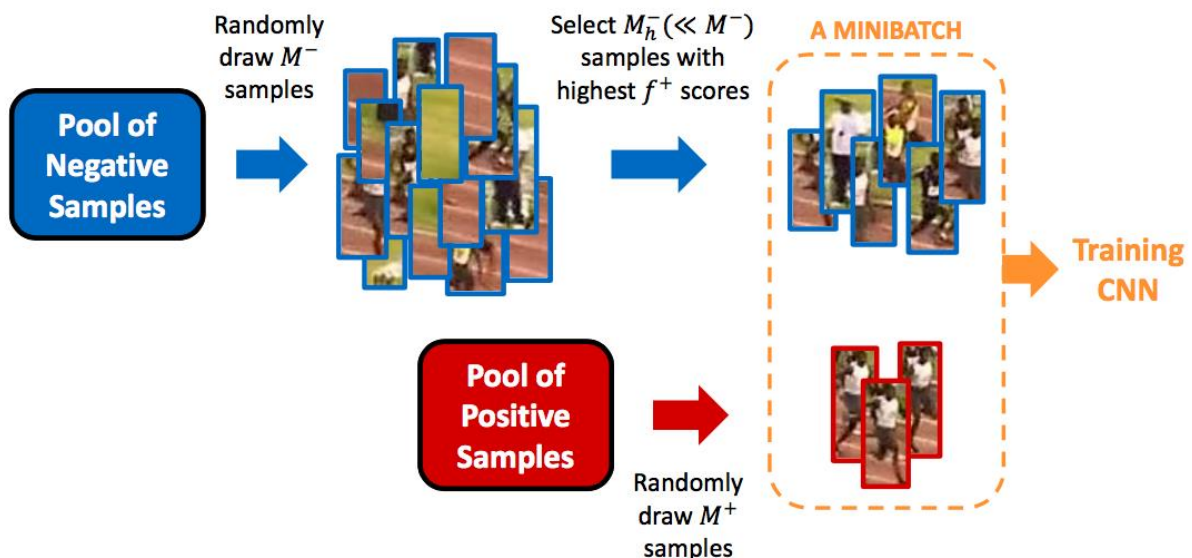 Randomly
draw M⁻
samples
Select M_h⁻(≪ M⁻)
samples with
highest f⁺ scores
A MINIBATCH
Pool of
Negative
Samples
Training
CNN
Pool of
Positive
Samples
Randomly
draw M⁺
samples